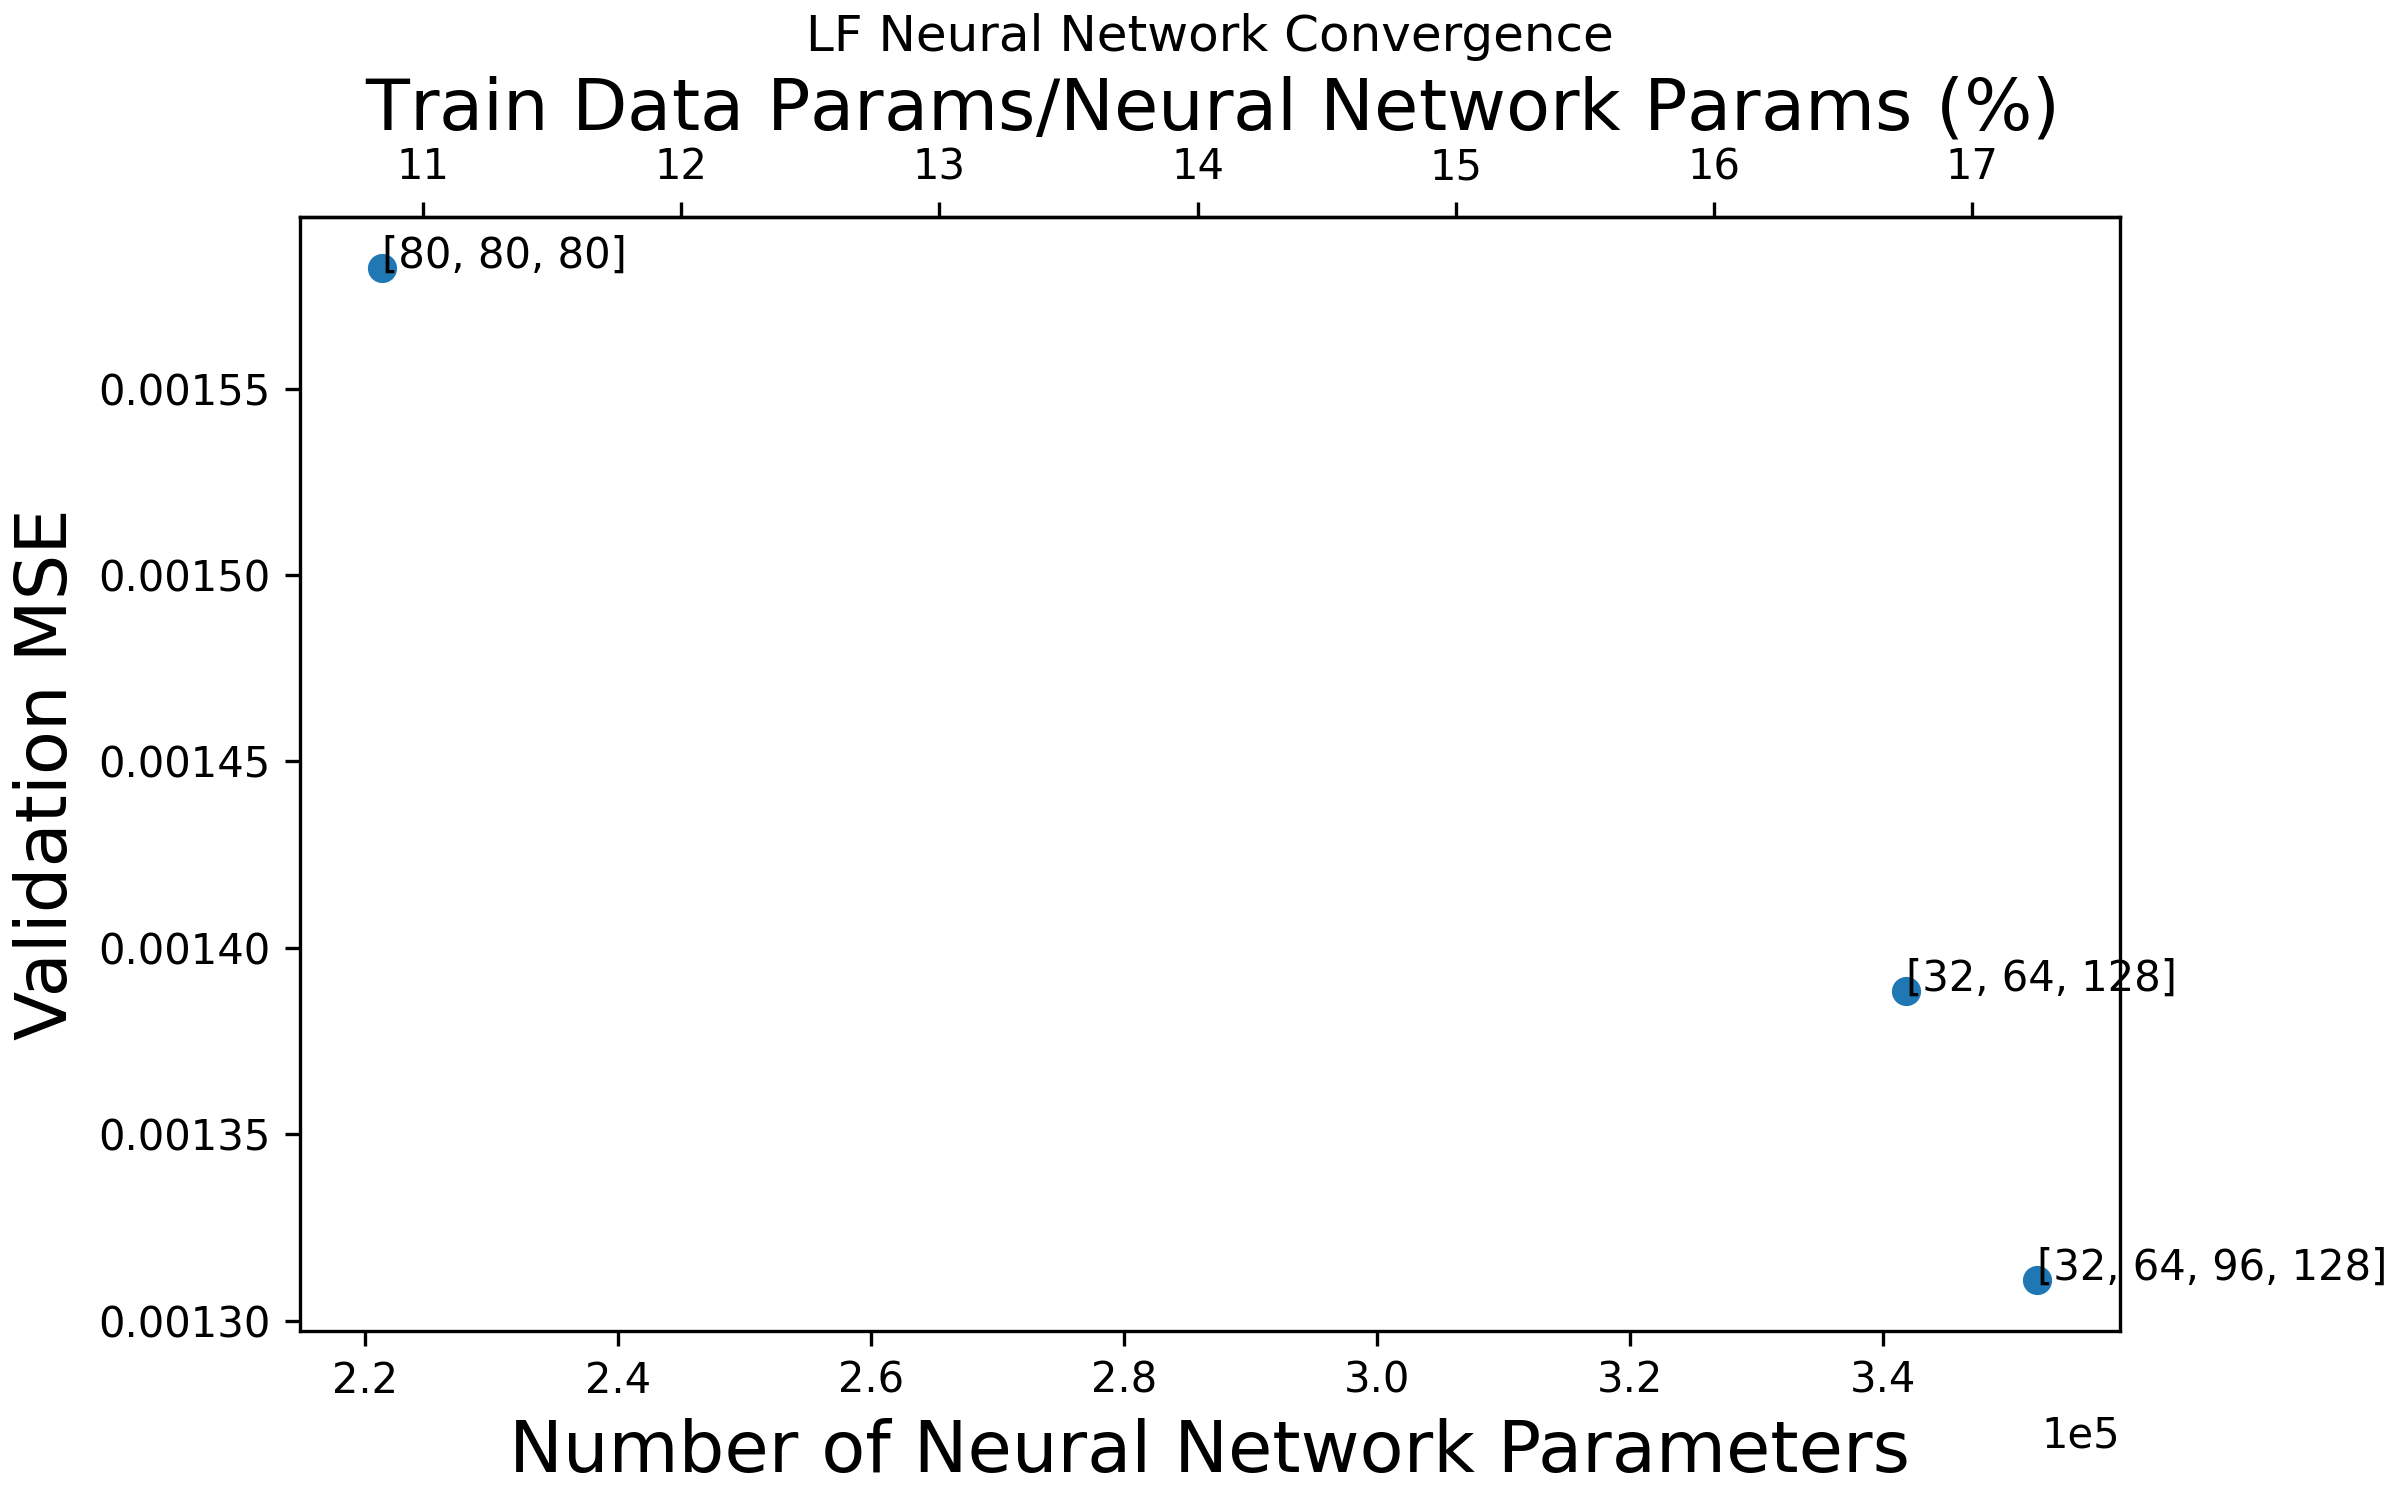 LF Neural Network Convergence
Train Data Params/Neural Network Params (%)
11 12 13 14 15 16 17
[80, 80, 80]
0.00155
0.00150
0.00145
0.00140
0.00135
0.00130
Validation MSE
[32, 64, 128]
[32, 64, 96, 128]
2.2 2.4 2.6 2.8 3.0 3.2 3.4
1e5
Number of Neural Network Parameters